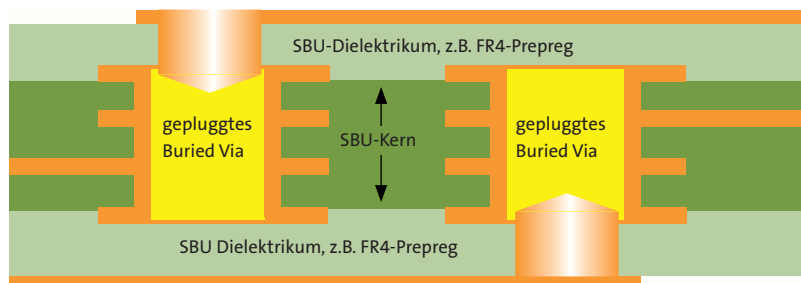 SBU-Dielektrikum, z.B. FR4-Prepreg
gepluggtes
Buried Via
SBU-Kern
gepluggtes
Buried Via
SBU Dielektrikum, z.B. FR4-Prepreg